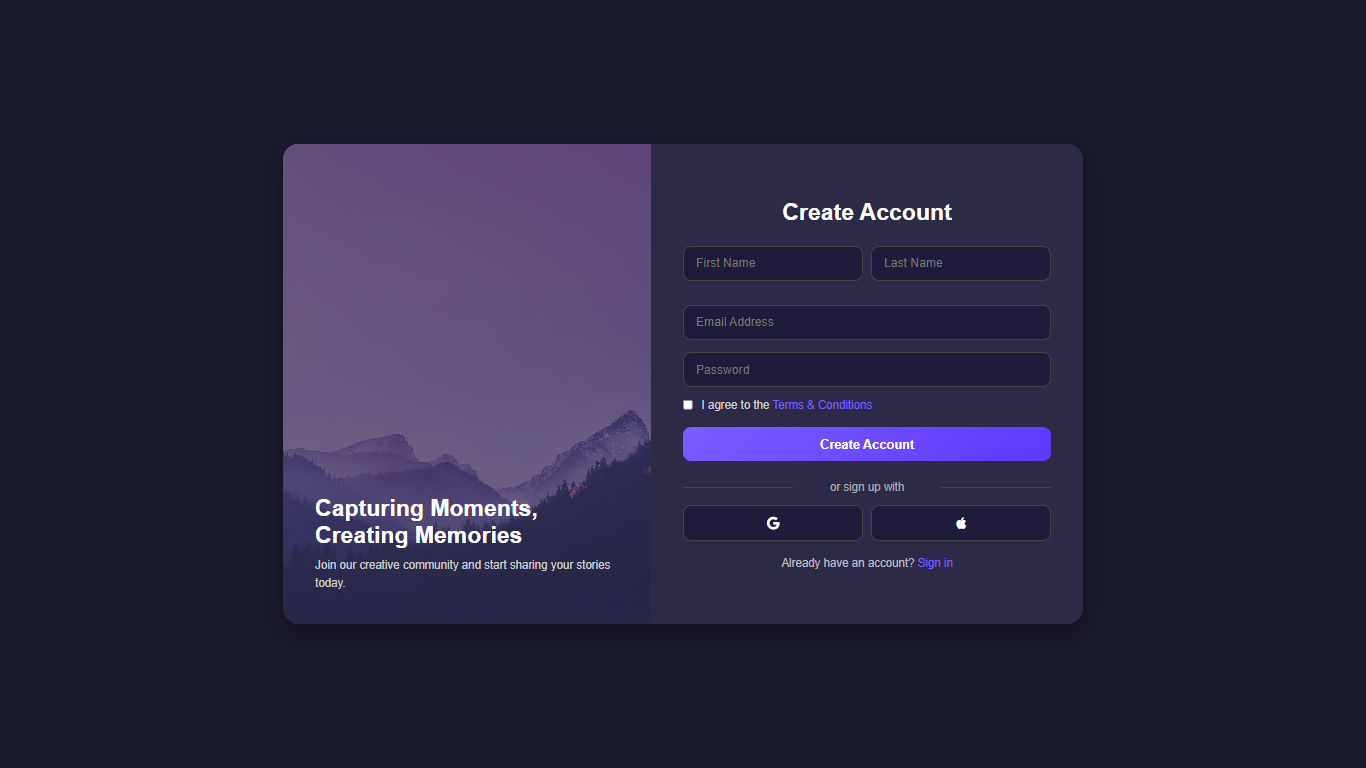 Create Account
First Name Last Name
Email Address
Password
I agree to the Terms & Conditions
Create Account
or sign up with
Already have an account? Sign in
Capturing Moments,
Creating Memories
Join our creative community and start sharing your stories
today.